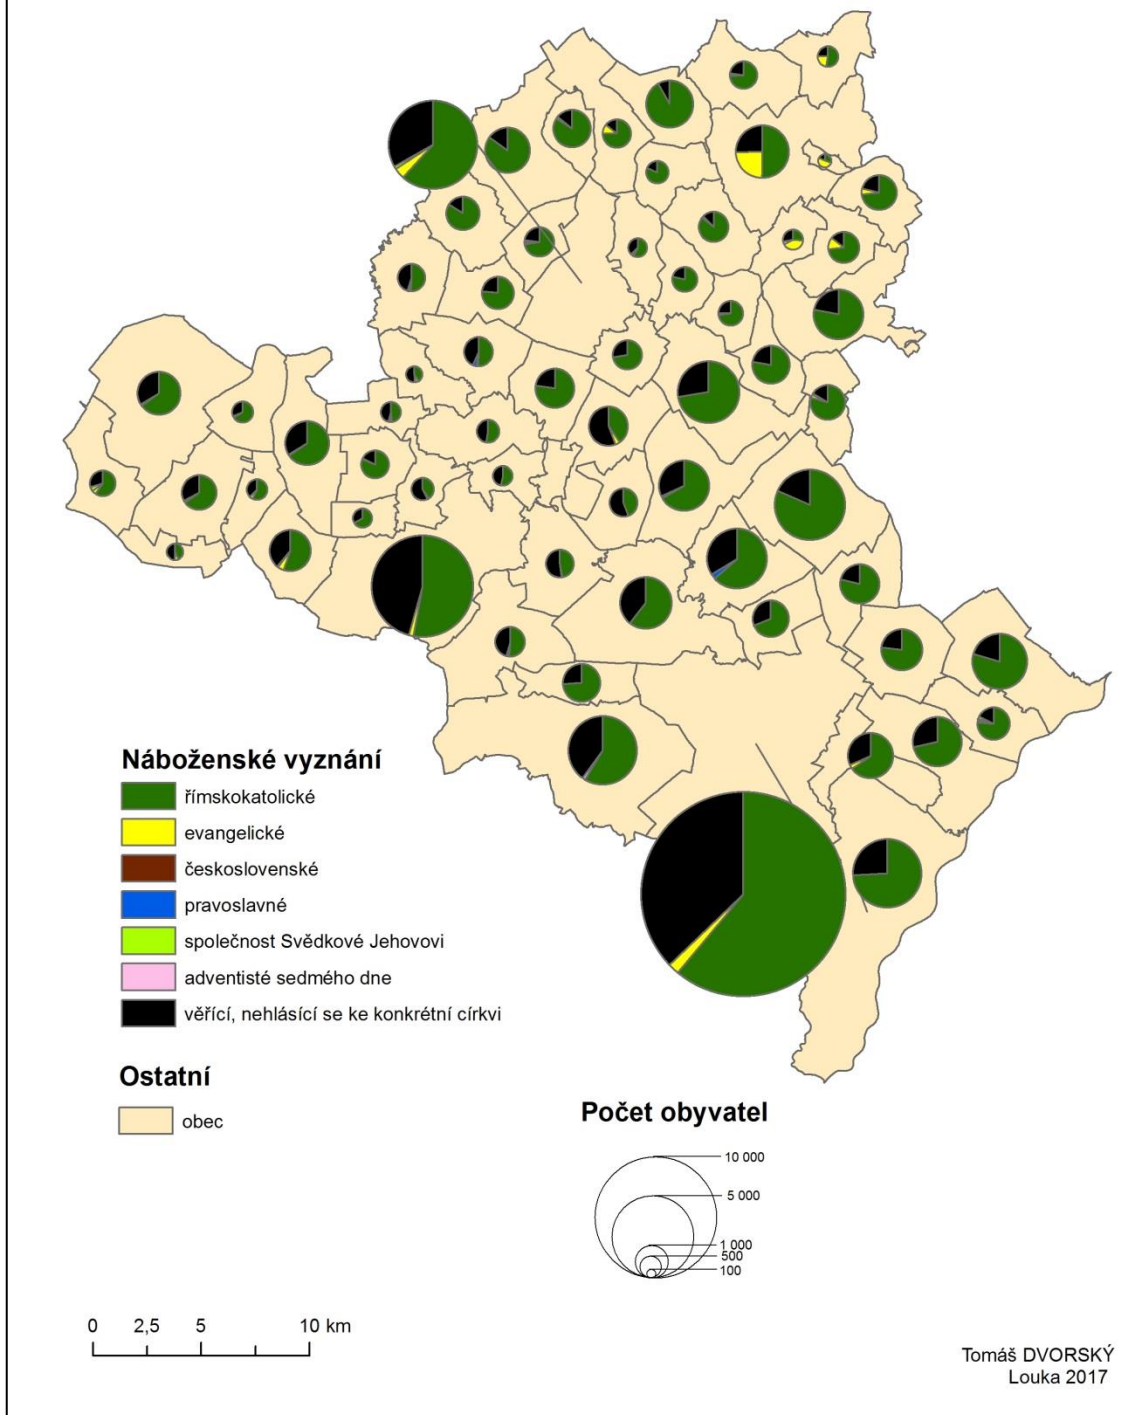 Náboženské vyznání
římskokatolické
evangelické
československé
pravoslavné
společnost Svědkové Jehovovi
adventisté sedmého dne
věřící, nehlásící se ke konkrétní církvi
Ostatní
obec
Počet obyvatel
10 000
5 000
1 000
500
100
0 2,5 5 10 km
Tomáš DVORSKÝ
Louka 2017